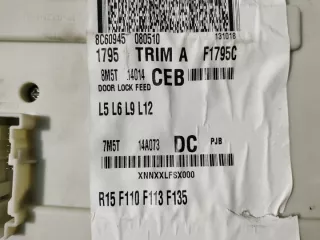 8C60945 080510 131018
1795 TRIM A F1795C
8M5T 14014 CEB
DOOR LOCK FEED
L5 L6 L9 L12
7M5T 14A073 DC PJB
XNNXXLFSX000
R15 F110 F113 F135